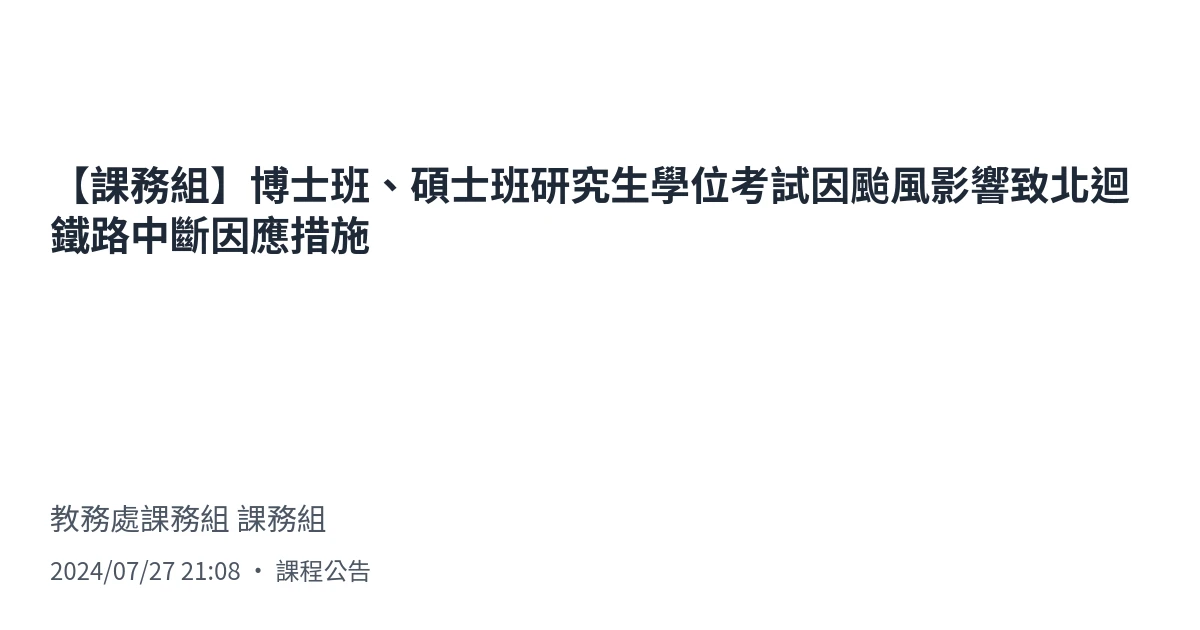 【課務組】博士班、碩士班研究生學位考試因颱風影響致北迴
鐵路中斷因應措施
教務處課務組 課務組
2024/07/27 21:08 • 課程公告